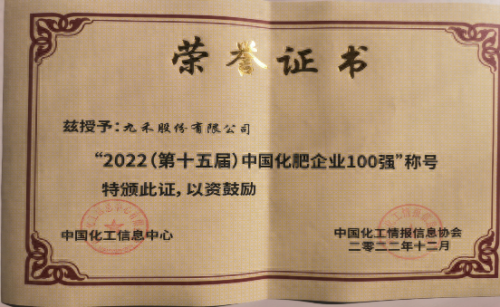 荣誉证书
兹授予：九禾股份有限公司
“2022（第十五届）中国化肥企业100强”称号
特颁此证，以资鼓励
中国化工信息中心
中国化工情报信息协会
二零二二年十二月